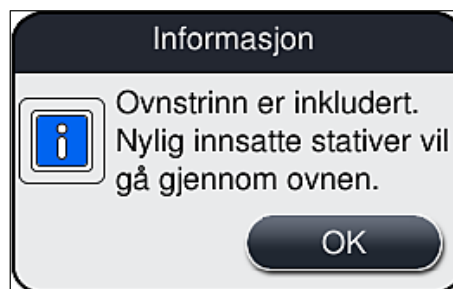 Informasjon
Ovnstrinn er inkludert.
Nylig innsatte stativer vil
gå gjennom ovnen.
OK